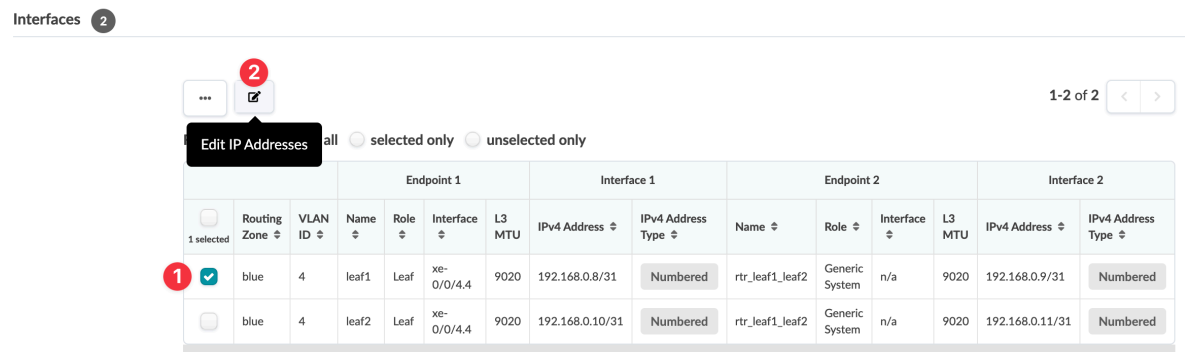 Interfaces 2
2
...
1-2 of 2
Edit IP Addresses
all selected only unselected only
Endpoint 1 Interface 1 Endpoint 2 Interface 2
1 selected Routing Zone VLAN ID Name Role Interface L3 MTU IPv4 Address IPv4 Address Type Name Role Interface L3 MTU IPv4 Address IPv4 Address Type
1 blue 4 leaf1 Leaf xe-0/0/4.4 9020 192.168.0.8/31 Numbered rtr_leaf1_leaf2 Generic System n/a 9020 192.168.0.9/31 Numbered
blue 4 leaf2 Leaf xe-0/0/4.4 9020 192.168.0.10/31 Numbered rtr_leaf1_leaf2 Generic System n/a 9020 192.168.0.11/31 Numbered